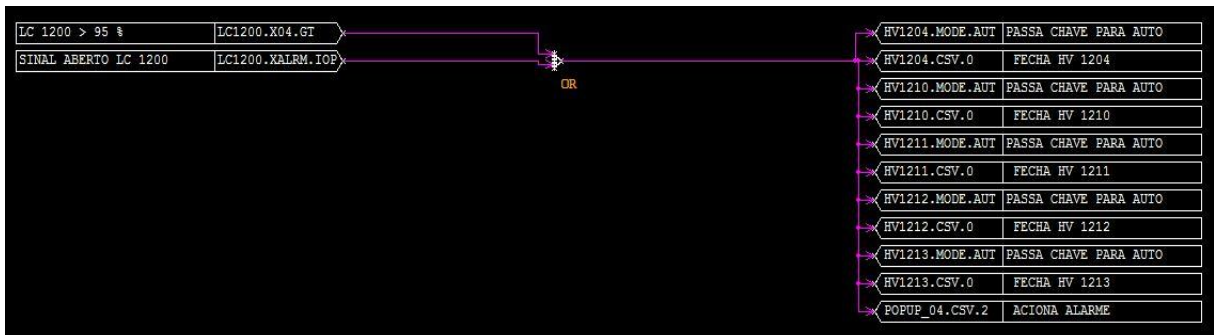 LC 1200 > 95 % LC1200.X04.GT
SINAL ABERTO LC 1200 LC1200.XALRM.IOP
OR
HV1204.MODE.AUT PASSA CHAVE PARA AUTO
HV1204.CSV.0 FECHA HV 1204
HV1210.MODE.AUT PASSA CHAVE PARA AUTO
HV1210.CSV.0 FECHA HV 1210
HV1211.MODE.AUT PASSA CHAVE PARA AUTO
HV1211.CSV.0 FECHA HV 1211
HV1212.MODE.AUT PASSA CHAVE PARA AUTO
HV1212.CSV.0 FECHA HV 1212
HV1213.MODE.AUT PASSA CHAVE PARA AUTO
HV1213.CSV.0 FECHA HV 1213
POPUP_04.CSV.2 ACIONA ALARME